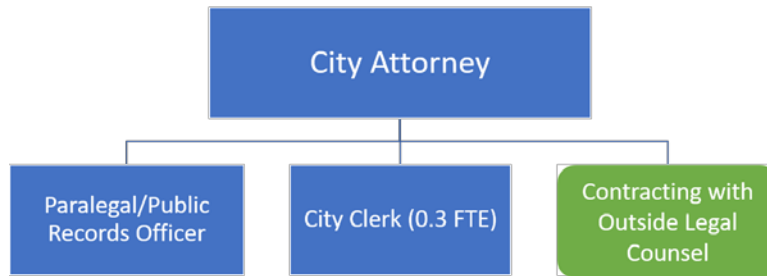 City Attorney
Paralegal/Public
Records Officer
City Clerk (0.3 FTE)
Contracting with
Outside Legal
Counsel